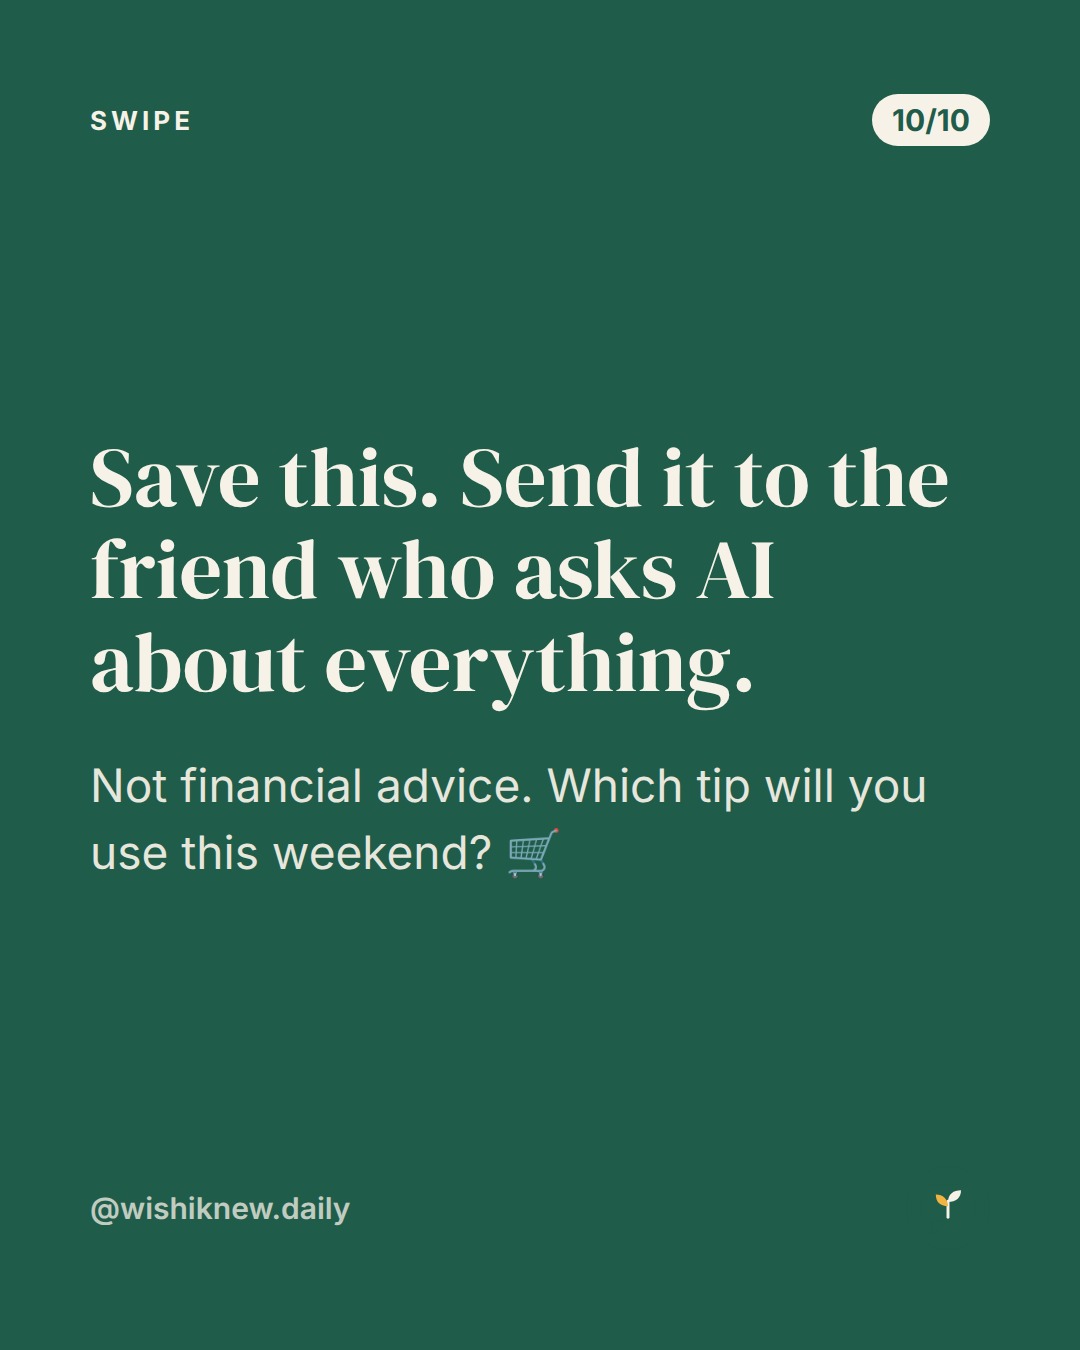 SWIPE
10/10
Save this. Send it to the
friend who asks AI
about everything.
Not financial advice. Which tip will you
use this weekend? 🛒
@wishiknew.daily